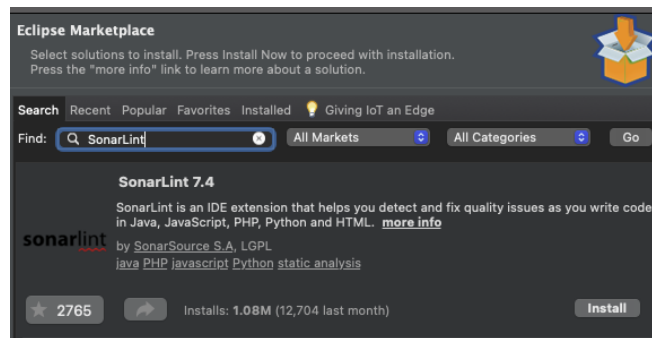 Eclipse Marketplace
Select solutions to install. Press Install Now to proceed with installation.
Press the "more info" link to learn more about a solution.
Search Recent Popular Favorites Installed Giving IoT an Edge
Find: SonarLint All Markets All Categories Go
SonarLint 7.4
SonarLint is an IDE extension that helps you detect and fix quality issues as you write code
in Java, JavaScript, PHP, Python and HTML. more info
sonarlint
by SonarSource S.A, LGPL
java PHP javascript Python static analysis
2765 Installs: 1.08M (12,704 last month) Install